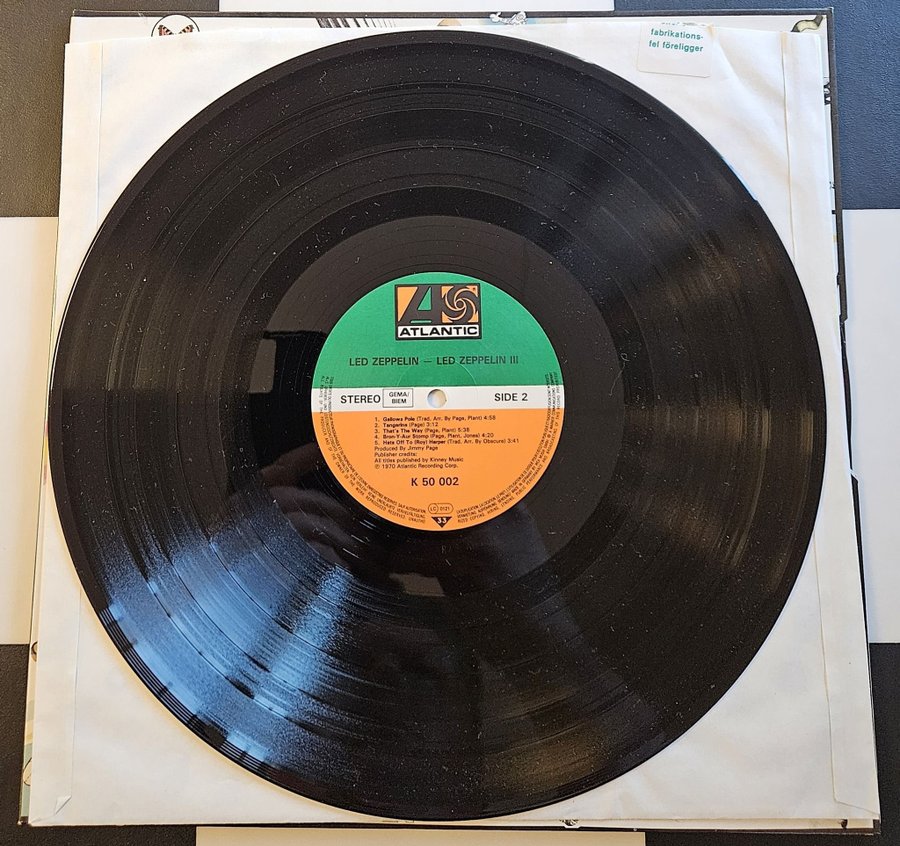 fabrikations-
fel föreligger
ATLANTIC
LED ZEPPELIN — LED ZEPPELIN III
STEREO GEMA/BIEM SIDE 2
1. Gallows Pole (Trad. Arr. By Page, Plant) 4:58
2. Tangerine (Page) 3:12
3. That's The Way (Page, Plant) 5:38
4. Bron-Y-Aur Stomp (Page, Plant, Jones) 4:20
5. Hats Off To (Roy) Harper (Trad. Arr. By Obscure) 3:41
Produced By Jimmy Page
Publisher credits:
All titles published by Kinney Music
℗ 1970 Atlantic Recording Corp.
K 50 002
LC 0121
33